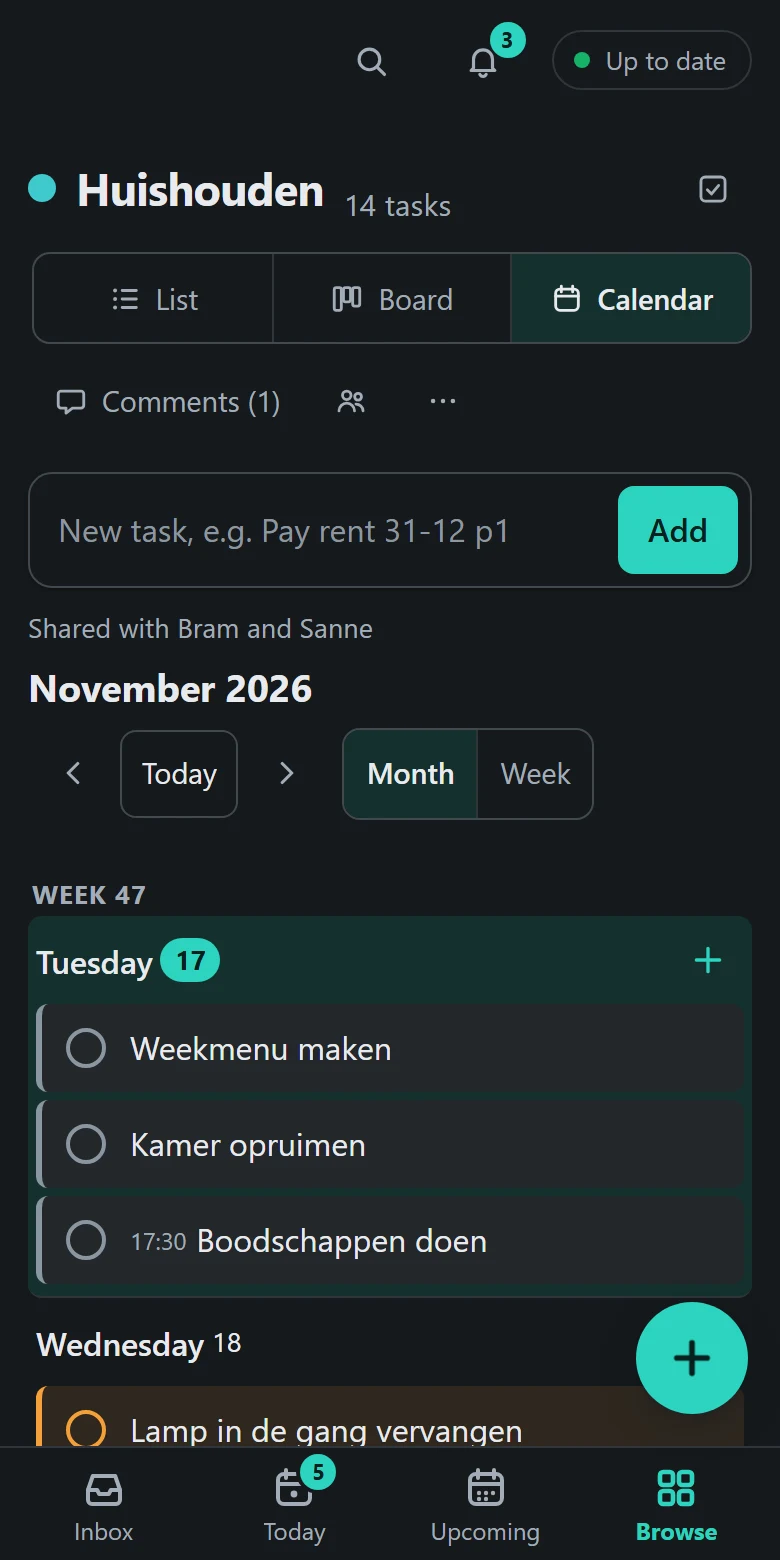 3
Up to date
Huishouden 14 tasks
List
Board
Calendar
Comments (1)
New task, e.g. Pay rent 31-12 p1
Add
Shared with Bram and Sanne
November 2026
Today
Month
Week
WEEK 47
Tuesday 17
Weekmenu maken
Kamer opruimen
17:30 Boodschappen doen
Wednesday 18
Lamp in de gang vervangen
5
Inbox
Today
Upcoming
Browse